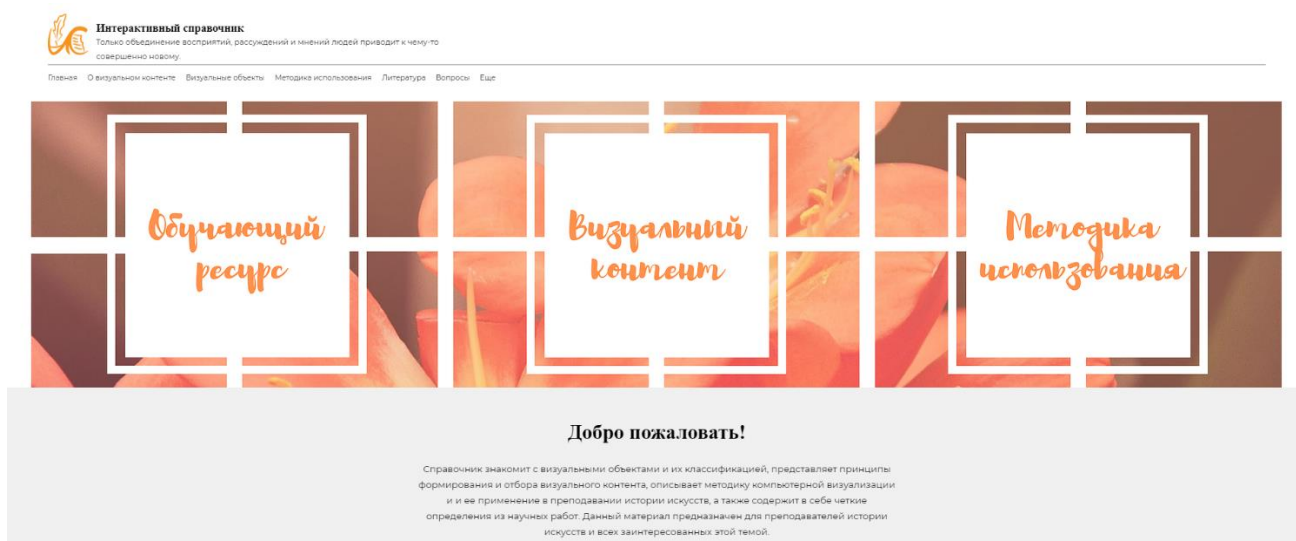 Интерактивный справочник
Только объединение восприятий, рассуждений и мнений людей приводит к чему-то
совершенно новому.
Главная О визуальном контенте Визуальные объекты Методика использования Литература Вопросы Еще
Обучающий
ресурс
Визуальный
контент
Методика
использования
Добро пожаловать!
Справочник знакомит с визуальными объектами и их классификацией, представляет принципы
формирования и отбора визуального контента, описывает методику компьютерной визуализации
и и ее применение в преподавании истории искусств, а также содержит в себе четкие
определения из научных работ. Данный материал предназначен для преподавателей истории
искусств и всех заинтересованных этой темой.